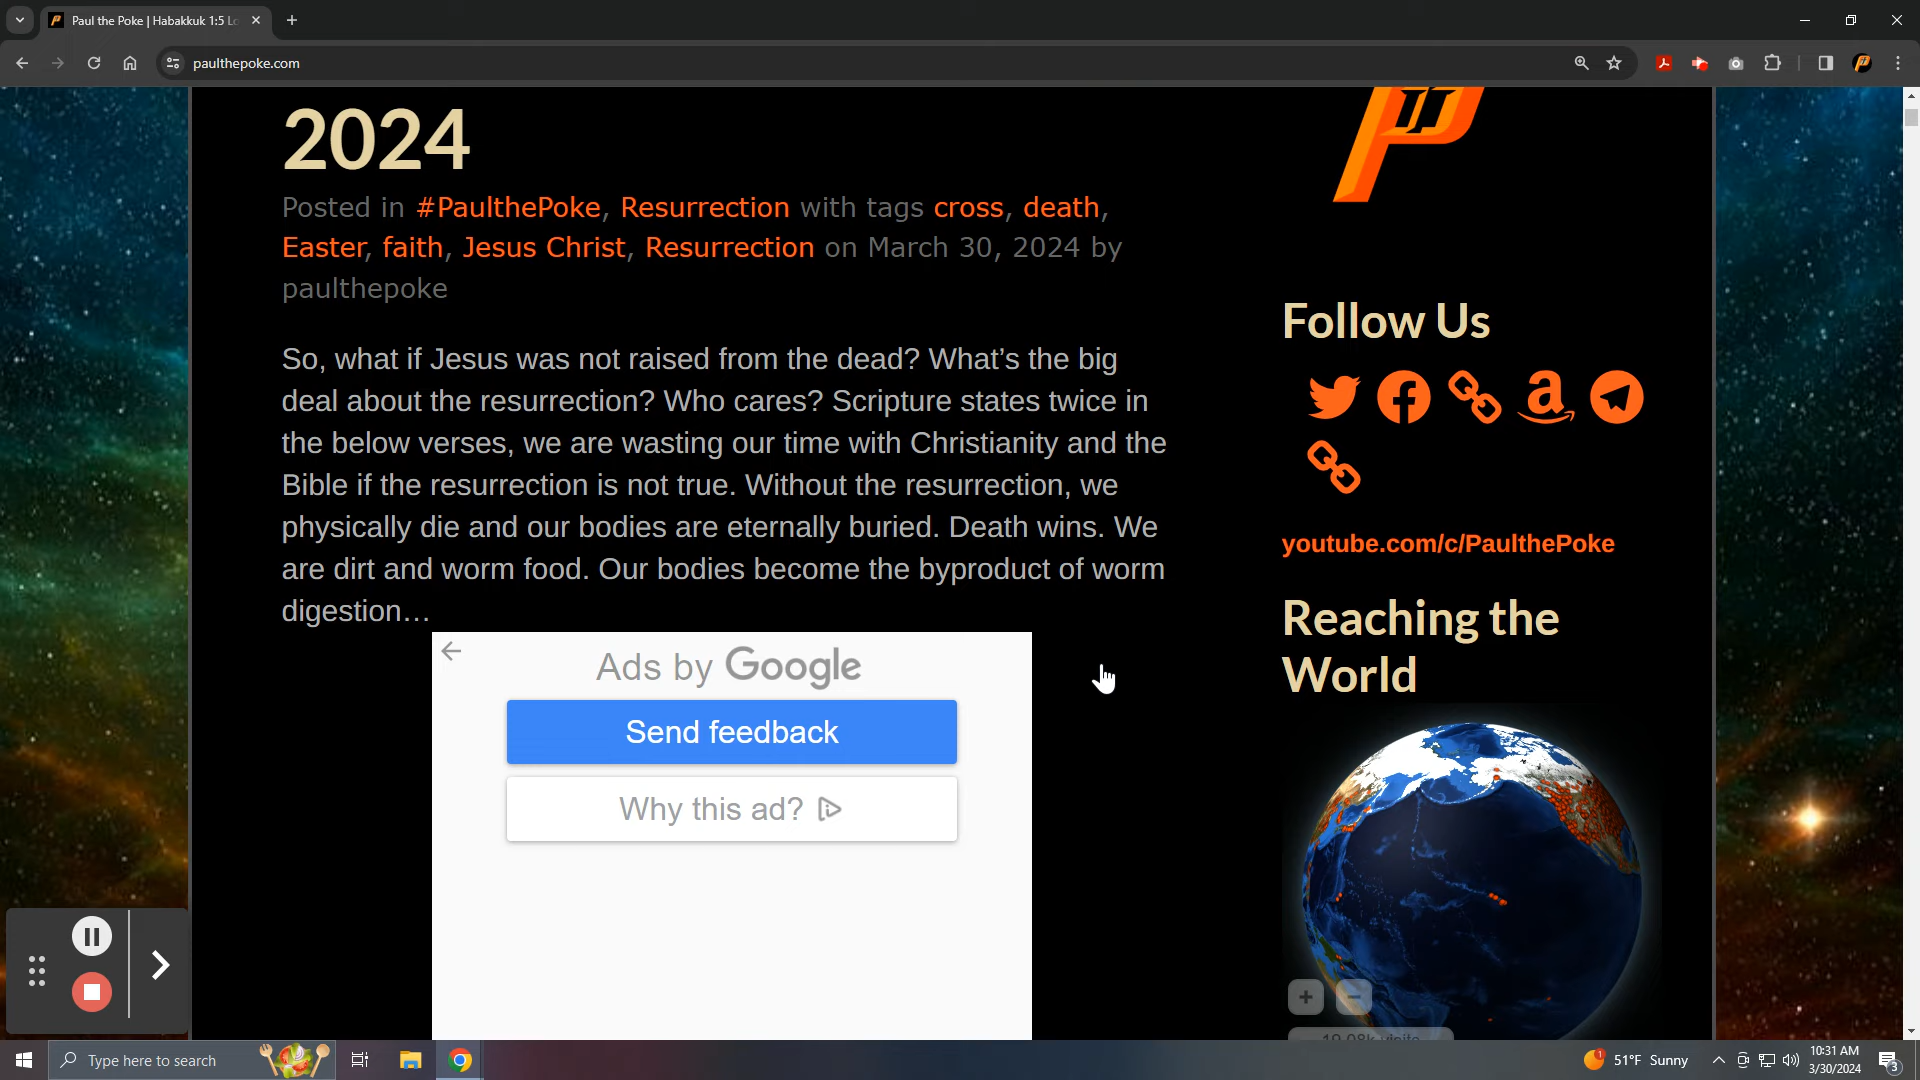 Paul the Poke | Habakkuk 1:5 Lo
paulthepoke.com
2024
Posted in #PaulthePoke, Resurrection with tags cross, death,
Easter, faith, Jesus Christ, Resurrection on March 30, 2024 by
paulthepoke
So, what if Jesus was not raised from the dead? What’s the big
deal about the resurrection? Who cares? Scripture states twice in
the below verses, we are wasting our time with Christianity and the
Bible if the resurrection is not true. Without the resurrection, we
physically die and our bodies are eternally buried. Death wins. We
are dirt and worm food. Our bodies become the byproduct of worm
digestion…
Ads by Google
Send feedback
Why this ad?
Follow Us
youtube.com/c/PaulthePoke
Reaching the
World
Type here to search
51°F Sunny
10:31 AM
3/30/2024